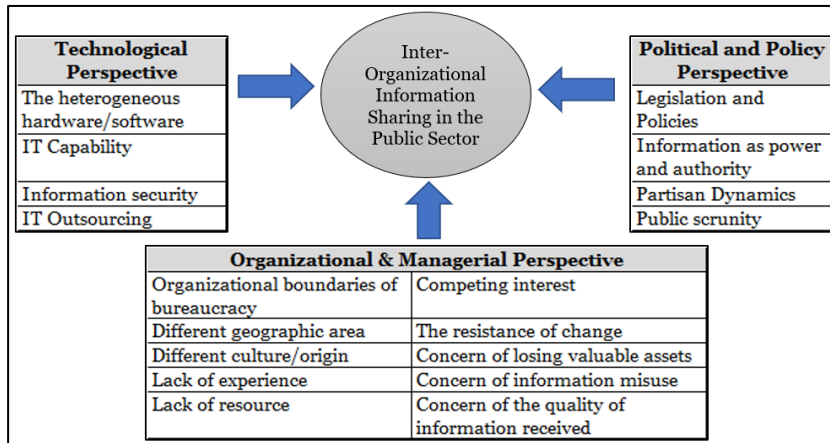 Technological
Perspective
The heterogeneous
hardware/software
IT Capability
Information security
IT Outsourcing
Inter-
Organizational
Information
Sharing in the
Public Sector
Political and Policy
Perspective
Legislation and
Policies
Information as power
and authority
Partisan Dynamics
Public scrunity
Organizational & Managerial Perspective
Organizational boundaries of
bureaucracy
Competing interest
Different geographic area
The resistance of change
Different culture/origin
Concern of losing valuable assets
Lack of experience
Concern of information misuse
Lack of resource
Concern of the quality of
information received